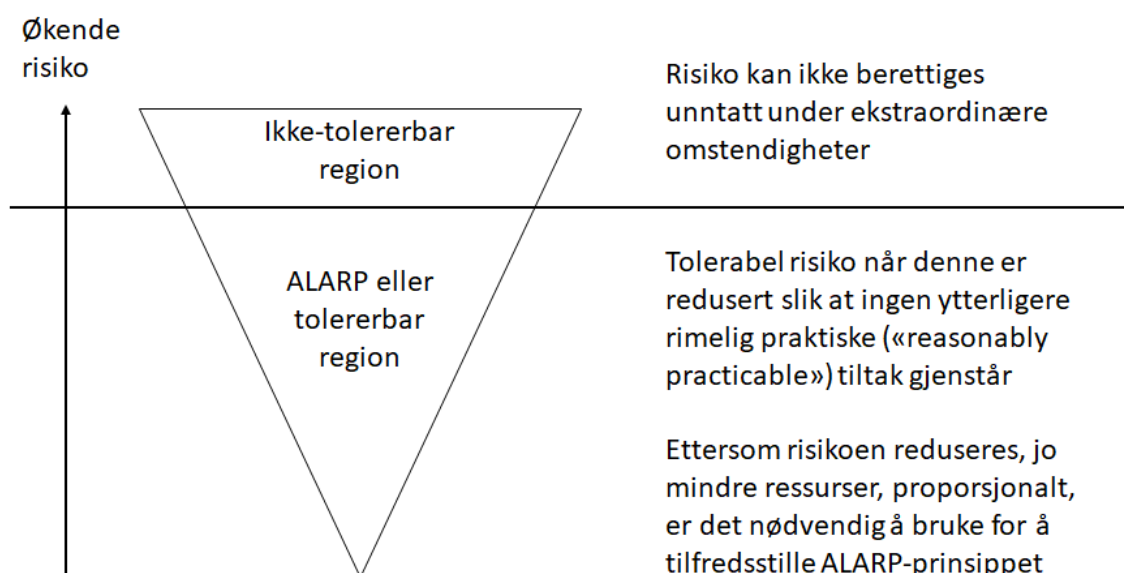 Økende
risiko
Ikke-tolererbar
region
Risiko kan ikke berettiges
unntatt under ekstraordinære
omstendigheter
ALARP eller
tolererbar
region
Tolerabel risiko når denne er
redusert slik at ingen ytterligere
rimelig praktiske («reasonably
practicable») tiltak gjenstår
Ettersom risikoen reduseres, jo
mindre ressurser, proporsjonalt,
er det nødvendig å bruke for å
tilfredsstille ALARP-prinsippet